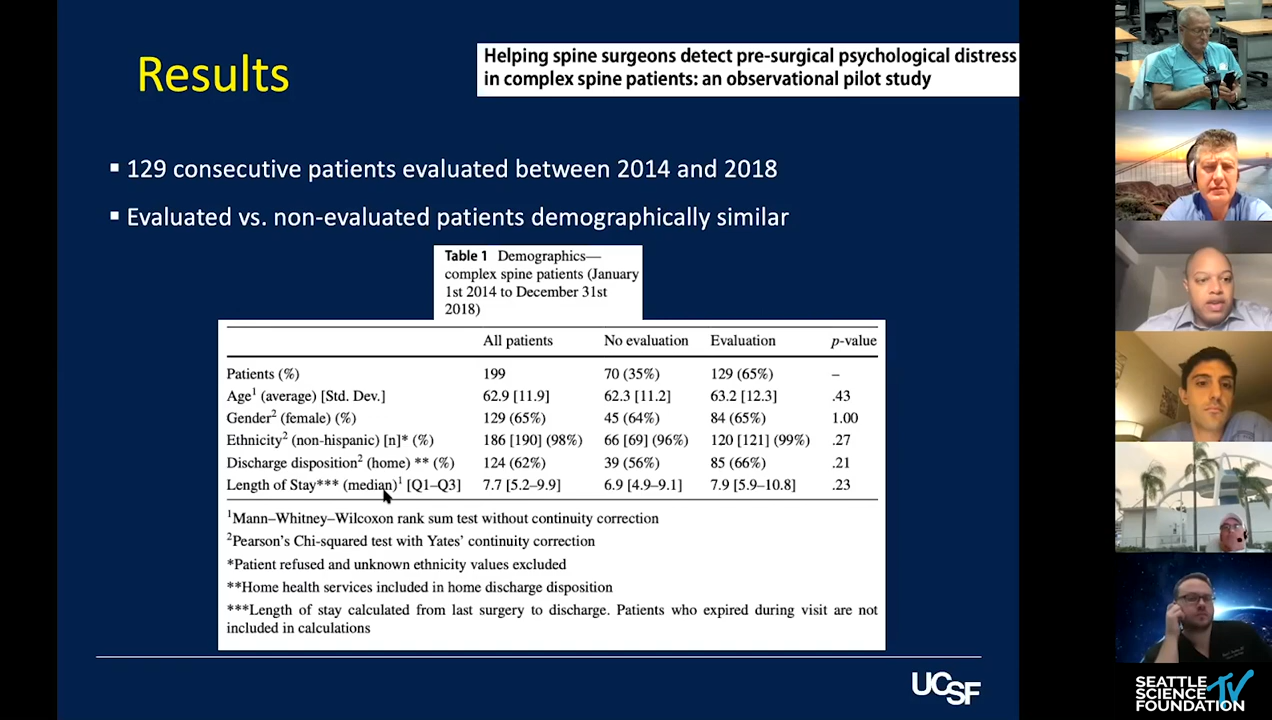 Results
Helping spine surgeons detect pre-surgical psychological distress
in complex spine patients: an observational pilot study
▪ 129 consecutive patients evaluated between 2014 and 2018
▪ Evaluated vs. non-evaluated patients demographically similar
Table 1 Demographics—
complex spine patients (January
1st 2014 to December 31st
2018)
All patients No evaluation Evaluation p-value
Patients (%) 199 70 (35%) 129 (65%) –
Age¹ (average) [Std. Dev.] 62.9 [11.9] 62.3 [11.2] 63.2 [12.3] .43
Gender² (female) (%) 129 (65%) 45 (64%) 84 (65%) 1.00
Ethnicity² (non-hispanic) [n]* (%) 186 [190] (98%) 66 [69] (96%) 120 [121] (99%) .27
Discharge disposition² (home) ** (%) 124 (62%) 39 (56%) 85 (66%) .21
Length of Stay*** (median)¹ [Q1–Q3] 7.7 [5.2–9.9] 6.9 [4.9–9.1] 7.9 [5.9–10.8] .23
¹Mann–Whitney–Wilcoxon rank sum test without continuity correction
²Pearson's Chi-squared test with Yates' continuity correction
*Patient refused and unknown ethnicity values excluded
**Home health services included in home discharge disposition
***Length of stay calculated from last surgery to discharge. Patients who expired during visit are not
included in calculations
UCSF
SEATTLE
SCIENCE
FOUNDATION
TV